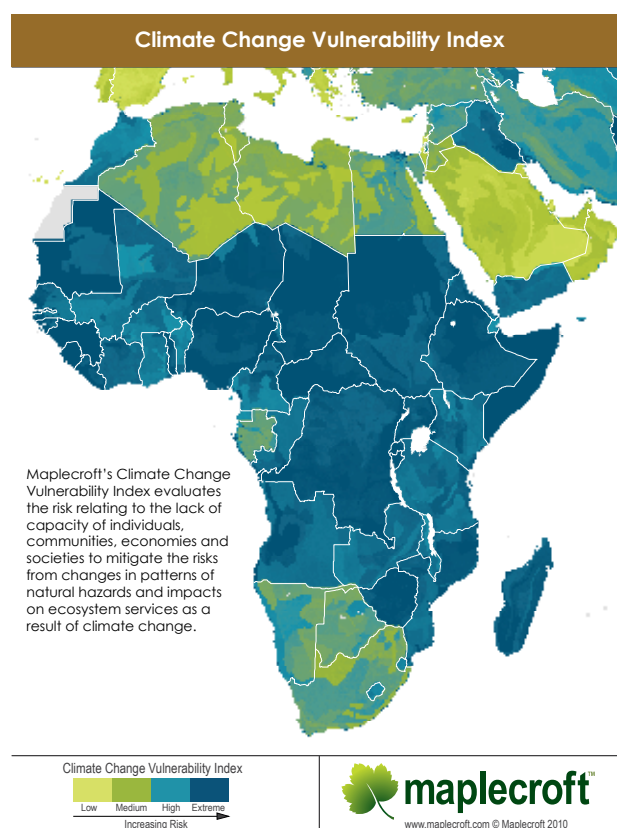 Climate Change Vulnerability Index
Maplecroft's Climate Change
Vulnerability Index evaluates
the risk relating to the lack of
capacity of individuals,
communities, economies and
societies to mitigate the risks
from changes in patterns of
natural hazards and impacts
on ecosystem services as a
result of climate change.
Climate Change Vulnerability Index
Low Medium High Extreme
Increasing Risk
maplecroft™
www.maplecroft.com © Maplecroft 2010